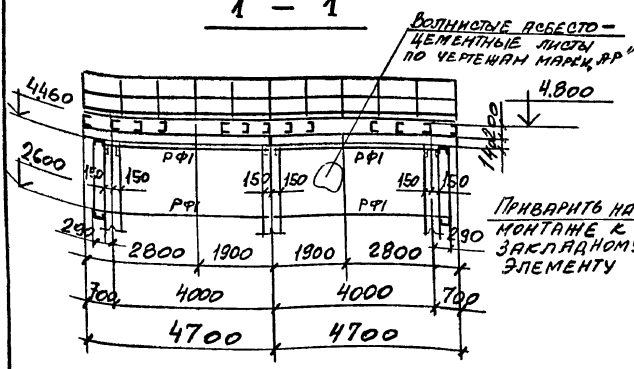 1 - 1
ВОЛНИСТЫЕ АСБЕСТО-
ЦЕМЕНТНЫЕ ЛИСТЫ
ПО ЧЕРТЕЖАМ МАРКИ „АР"
4460
4.800
200
2600
РФ1
150 150 150 150 150 150
РФ1
ПРИВАРИТЬ НА
МОНТАЖЕ К
ЗАКЛАДНОМУ
ЭЛЕМЕНТУ
290 2800 1900 1900 2800 290
700 4000 4000 700
4700 4700